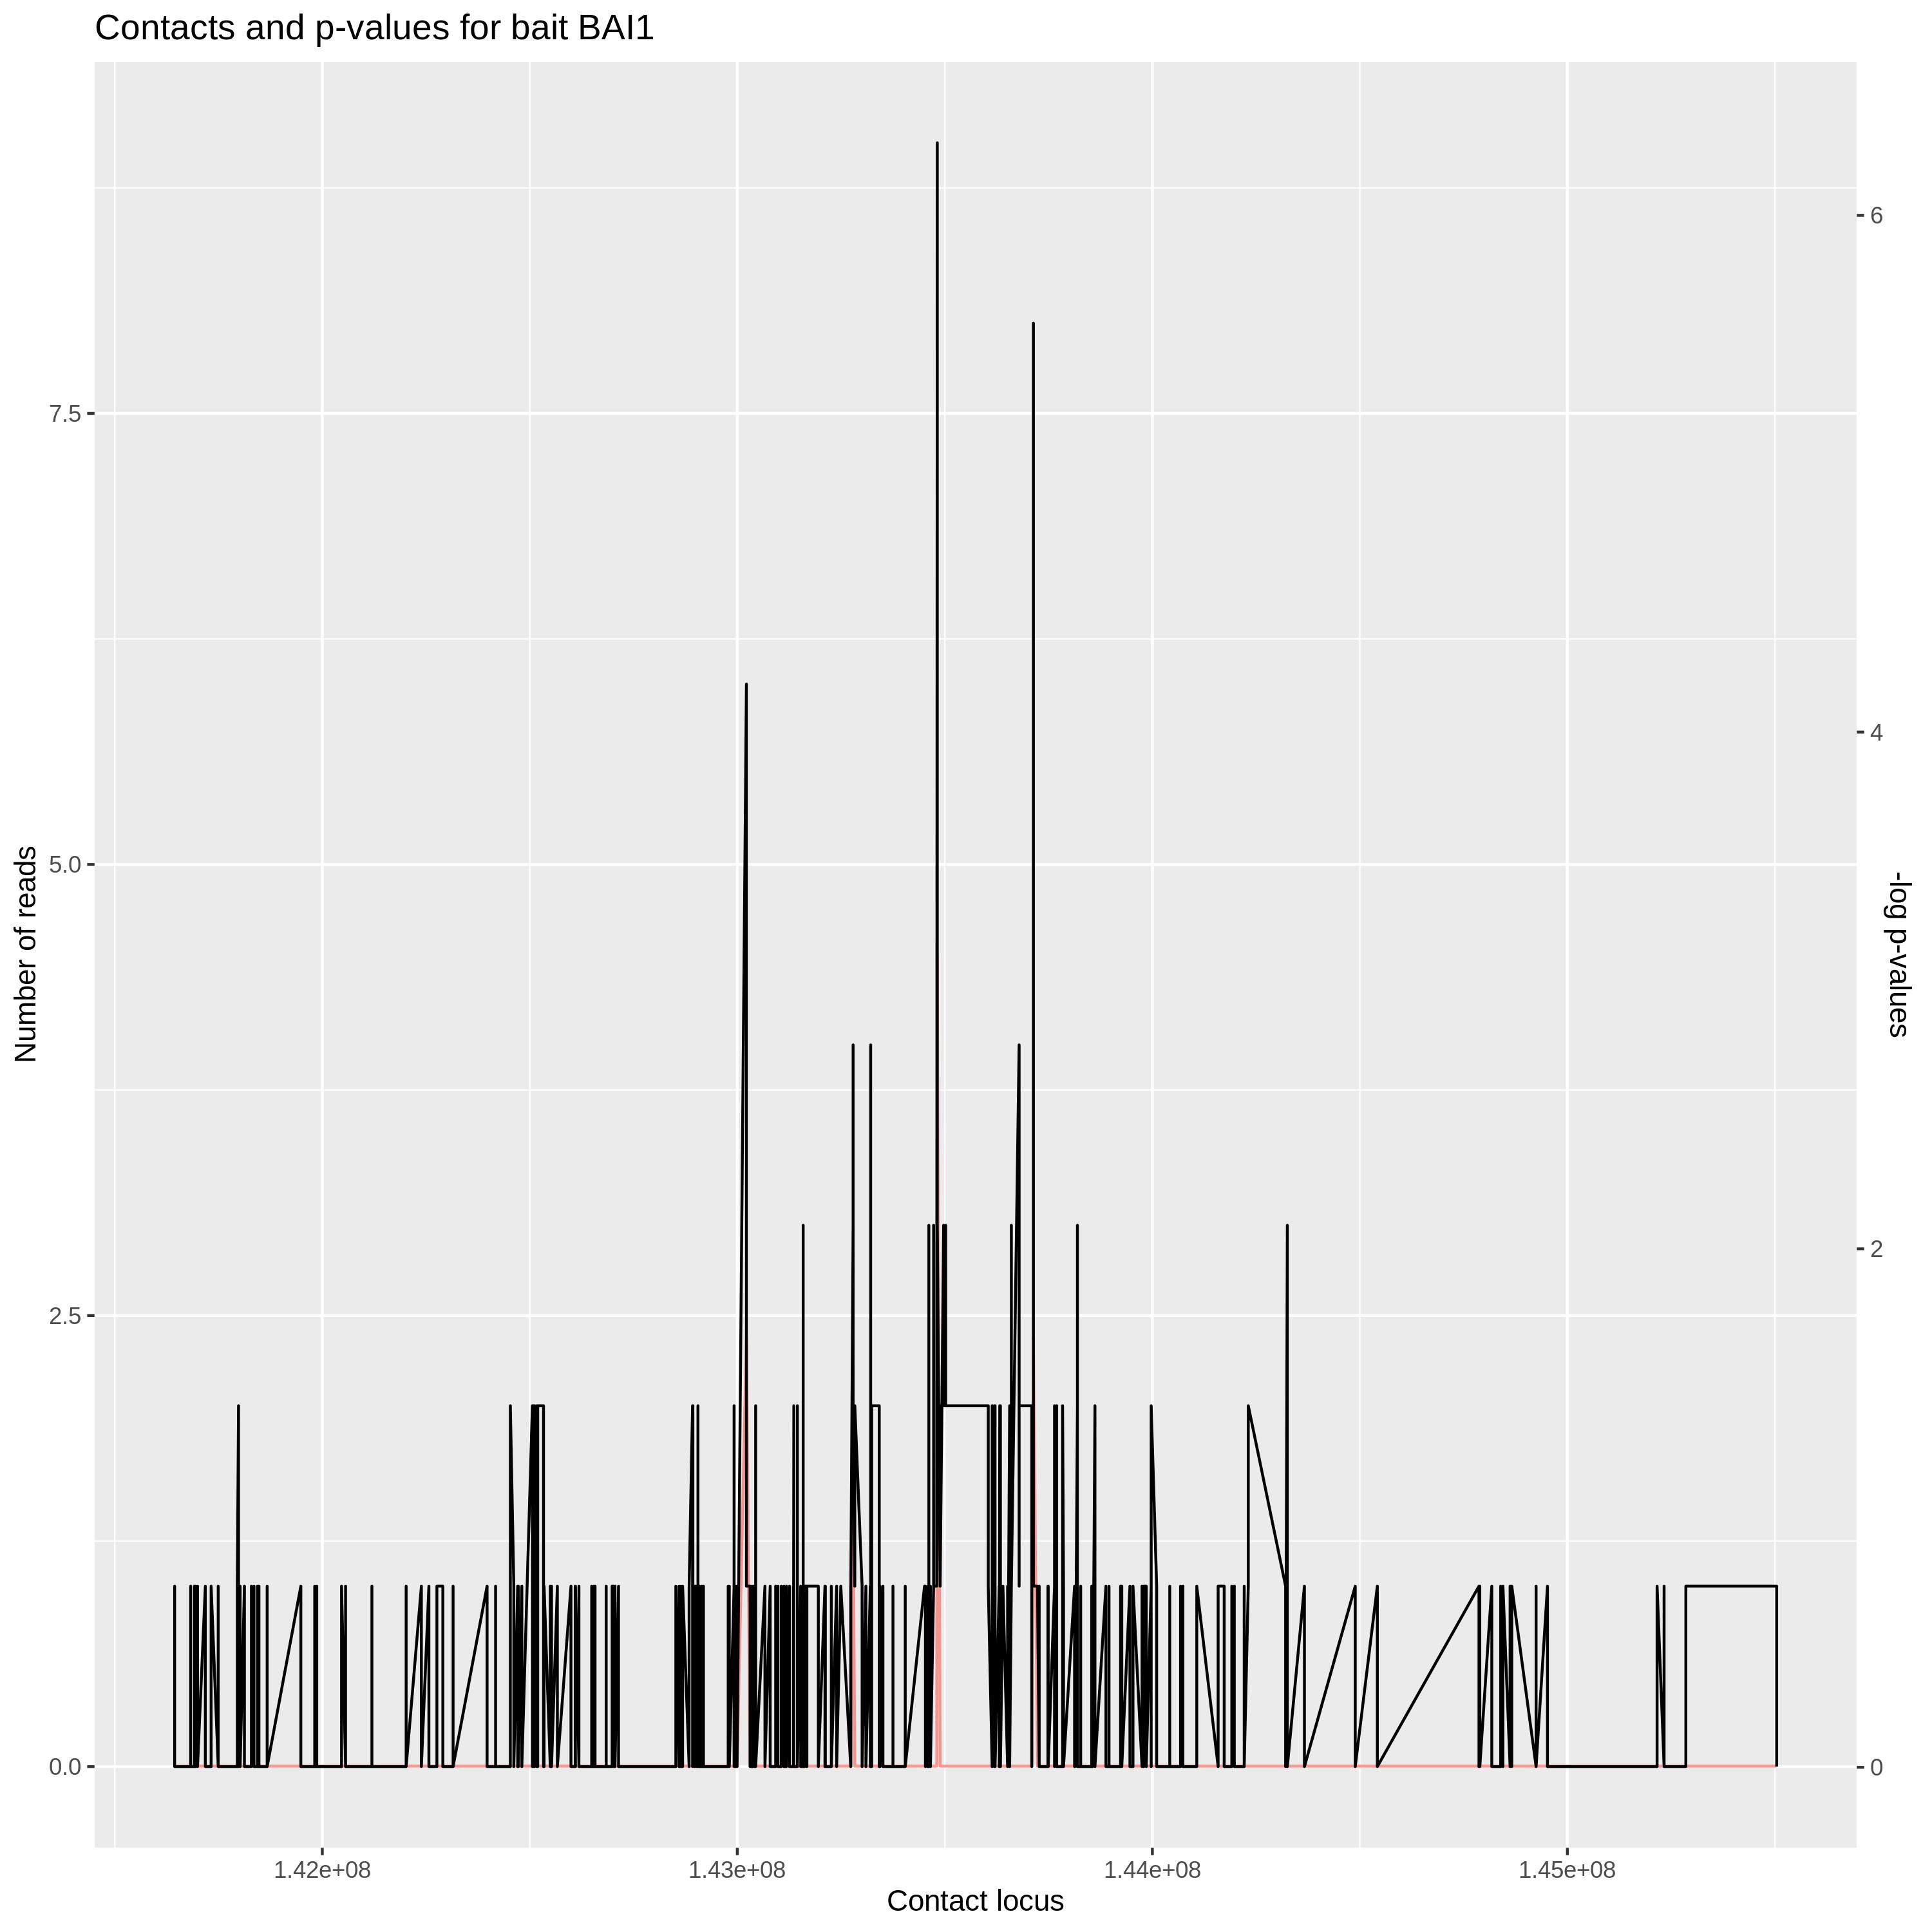 Contacts and p-values for bait BAI1
Number of reads
7.5
5.0
2.5
0.0
6
4
2
0
-log p-values
1.42e+08 1.43e+08 1.44e+08 1.45e+08
Contact locus